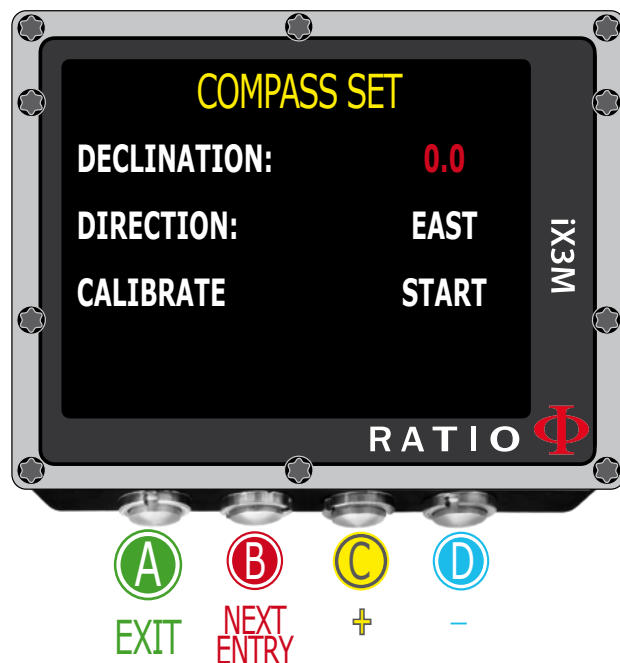 COMPASS SET
DECLINATION: 0.0
DIRECTION: EAST
CALIBRATE START
iX3M
RATIO
A B C D
EXIT NEXT ENTRY + -